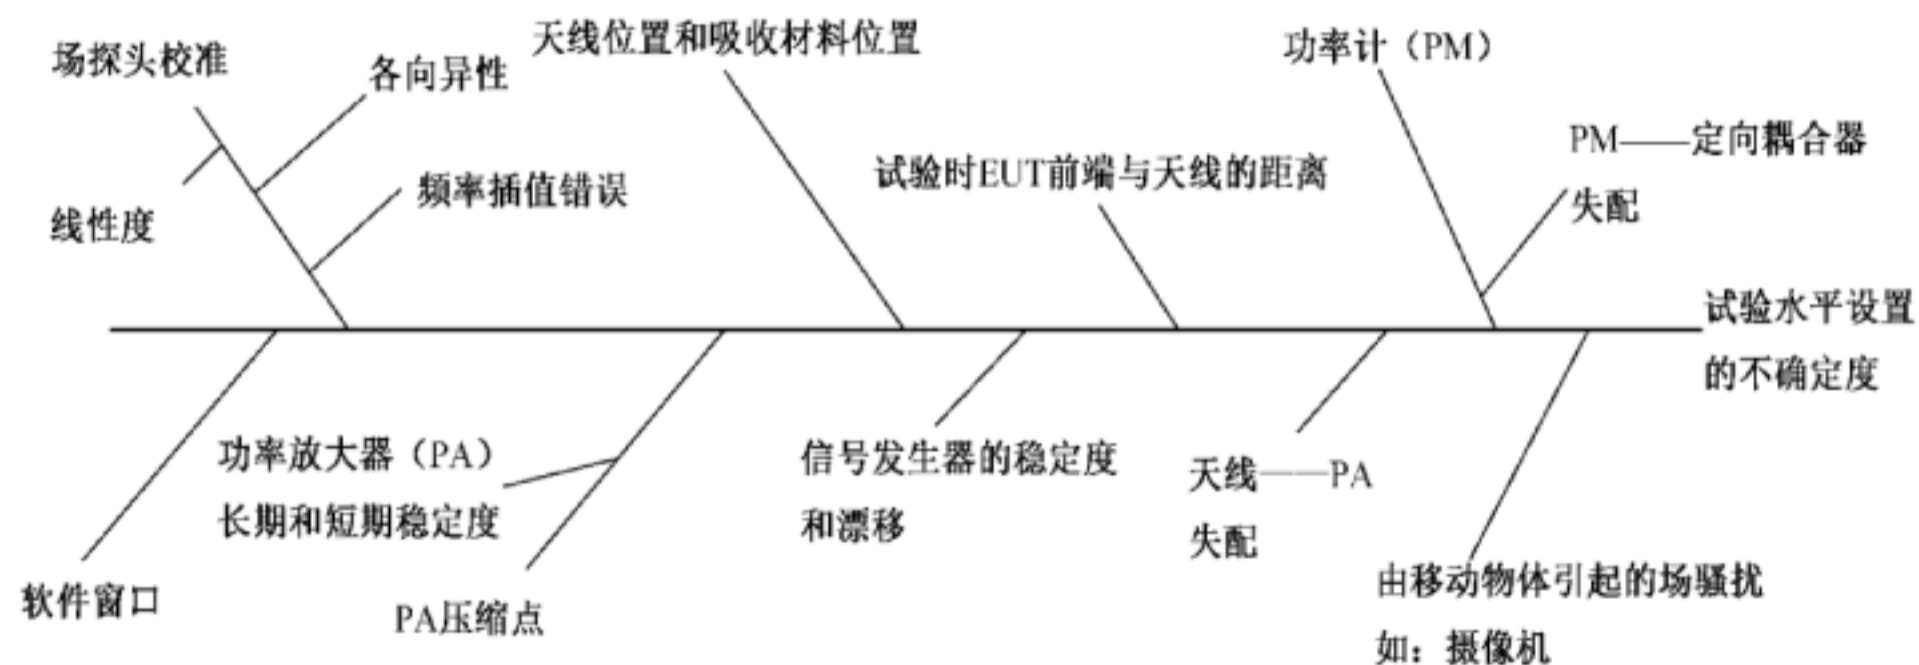 场探头校准
各向异性
线性度
频率插值错误
天线位置和吸收材料位置
试验时EUT前端与天线的距离
功率计（PM）
PM——定向耦合器
失配
试验水平设置
的不确定度
软件窗口
功率放大器（PA）
长期和短期稳定度
PA压缩点
信号发生器的稳定度
和漂移
天线——PA
失配
由移动物体引起的场骚扰
如：摄像机